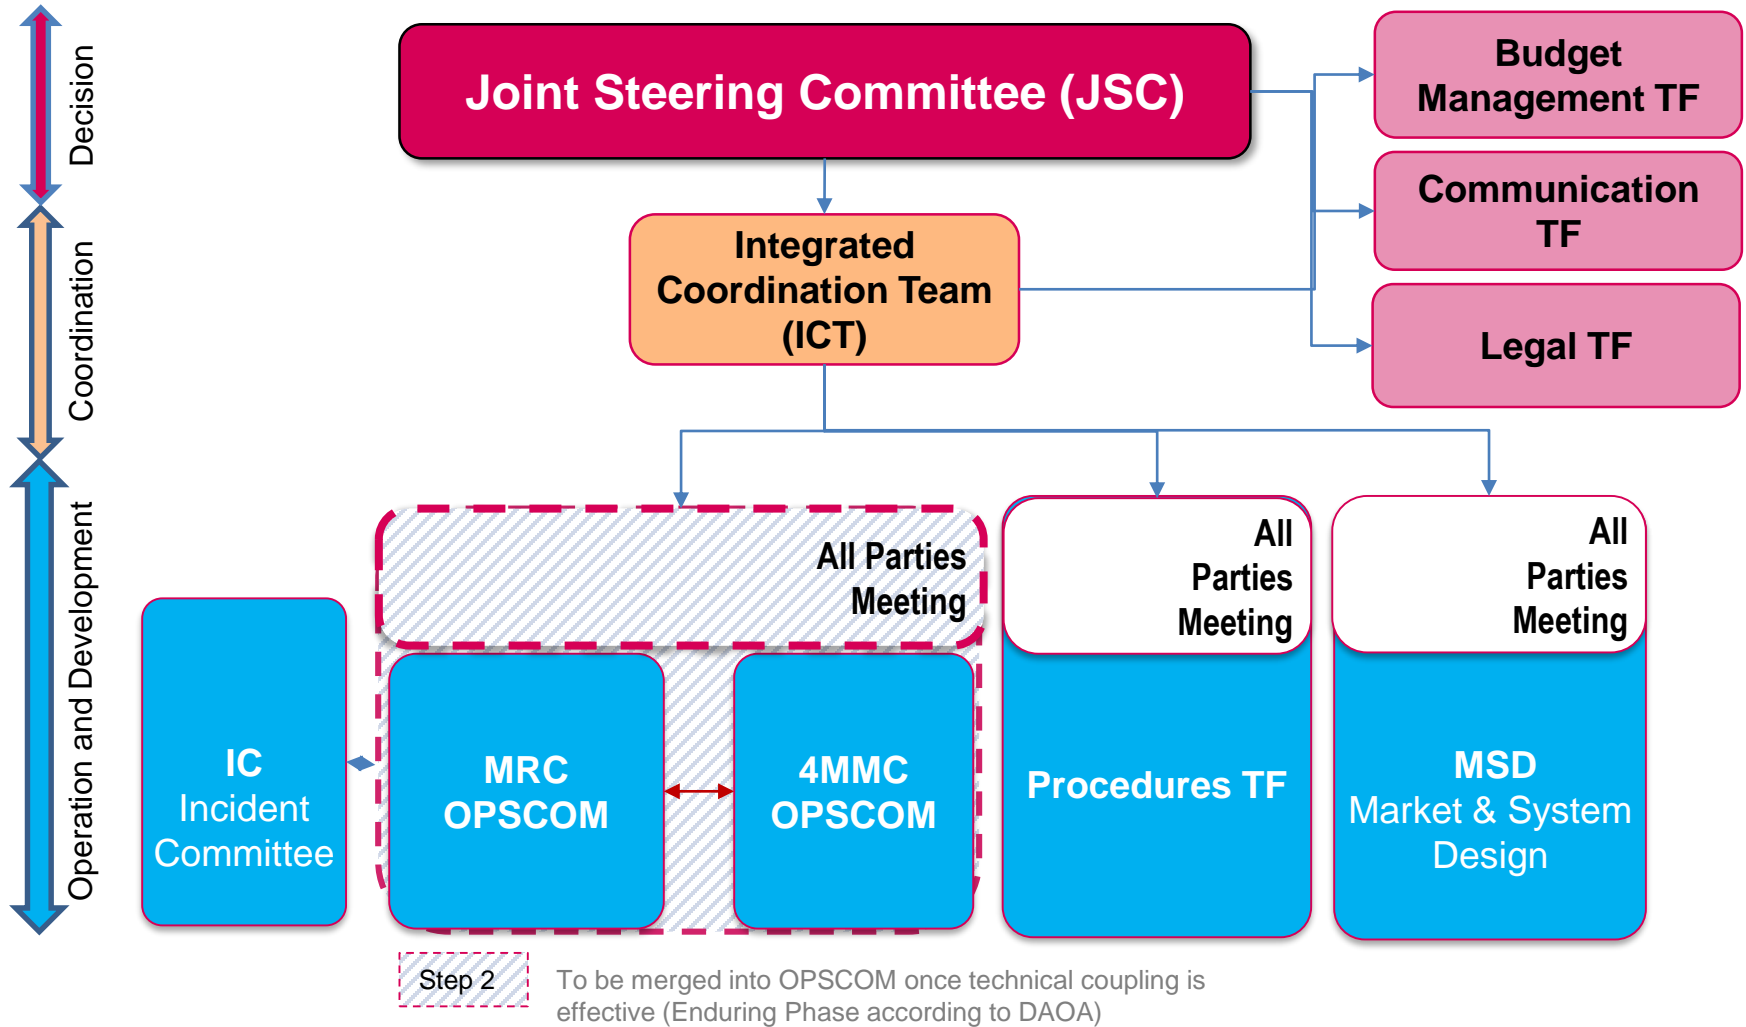 Decision
Joint Steering Committee (JSC)
Budget
Management TF
Communication
TF
Legal TF
Coordination
Integrated
Coordination Team
(ICT)
Operation and Development
All Parties
Meeting
All
Parties
Meeting
All
Parties
Meeting
IC
Incident
Committee
MRC
OPSCOM
4MMC
OPSCOM
Procedures TF
MSD
Market & System
Design
Step 2
To be merged into OPSCOM once technical coupling is
effective (Enduring Phase according to DAOA)